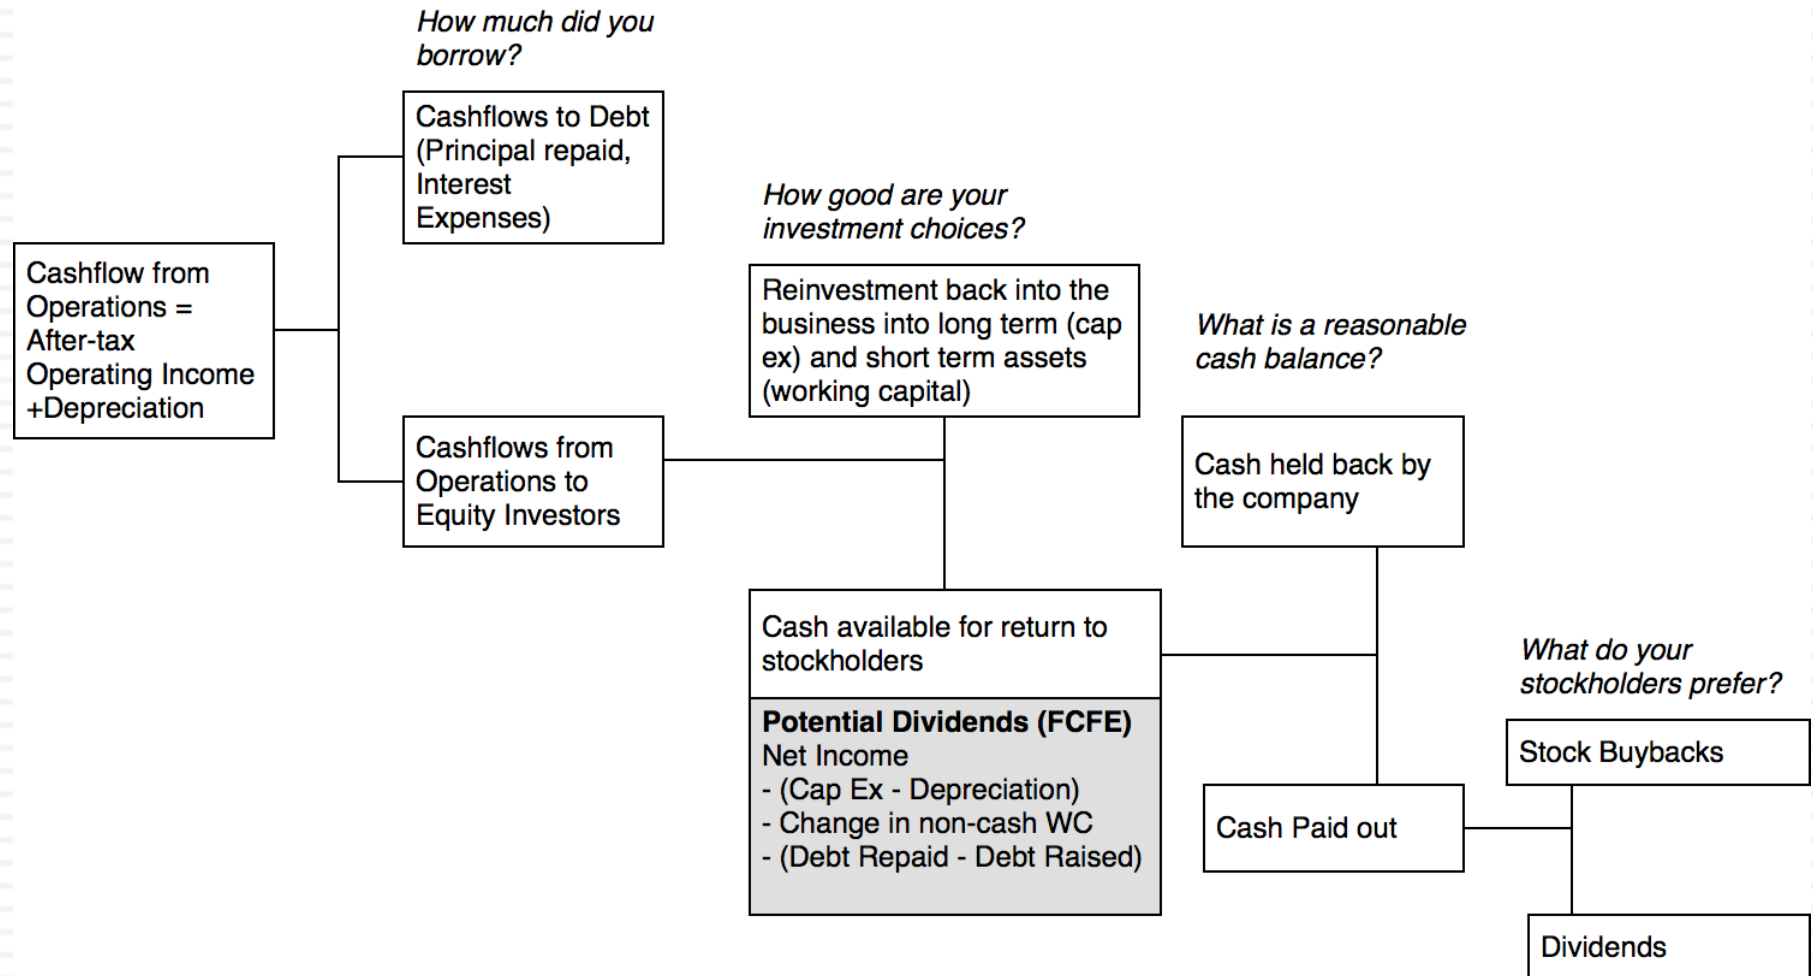 How much did you
borrow?
Cashflows to Debt
(Principal repaid,
Interest
Expenses)
How good are your
investment choices?
Cashflow from
Operations =
After-tax
Operating Income
+Depreciation
Reinvestment back into the
business into long term (cap
ex) and short term assets
(working capital)
What is a reasonable
cash balance?
Cashflows from
Operations to
Equity Investors
Cash held back by
the company
Cash available for return to
stockholders
What do your
stockholders prefer?
Potential Dividends (FCFE)
Net Income
- (Cap Ex - Depreciation)
- Change in non-cash WC
- (Debt Repaid - Debt Raised)
Stock Buybacks
Cash Paid out
Dividends